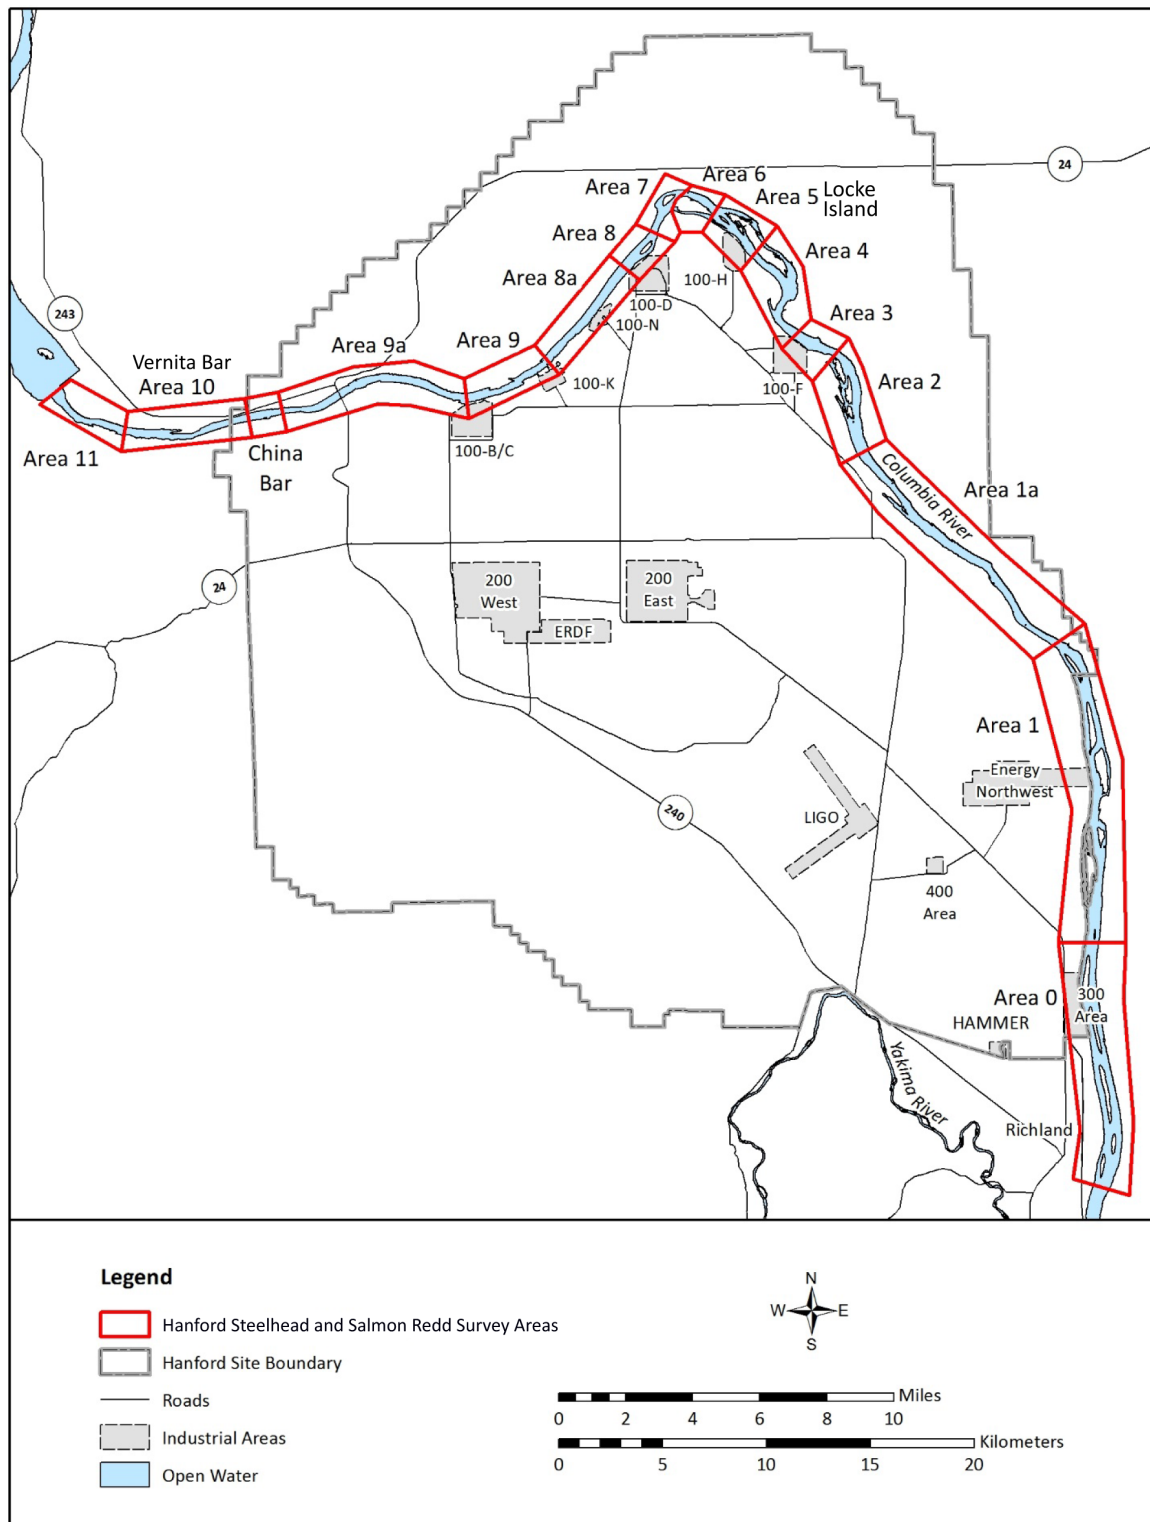 24
Area 6
Area 7
Area 5
Locke
Island
Area 8
Area 4
Area 8a
100-H
100-D
243
Area 3
100-N
Area 9
Area 9a
Vernita Bar
Area 10
100-K
100-F
Area 2
100-B/C
Area 11
China
Bar
Columbia River
Area 1a
24
200
West
200
East
ERDF
Area 1
Energy
Northwest
240
LIGO
400
Area
Area 0
300
Area
HAMMER
Yakima River
Richland
Legend
Hanford Steelhead and Salmon Redd Survey Areas
Hanford Site Boundary
Roads
Industrial Areas
Open Water
N
W E
S
Miles
0 2 4 6 8 10
Kilometers
0 5 10 15 20